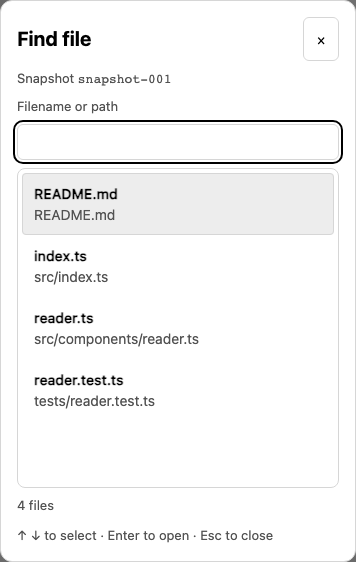 Find file
×
Snapshot snapshot-001
Filename or path
README.md
README.md
index.ts
src/index.ts
reader.ts
src/components/reader.ts
reader.test.ts
tests/reader.test.ts
4 files
↑ ↓ to select · Enter to open · Esc to close